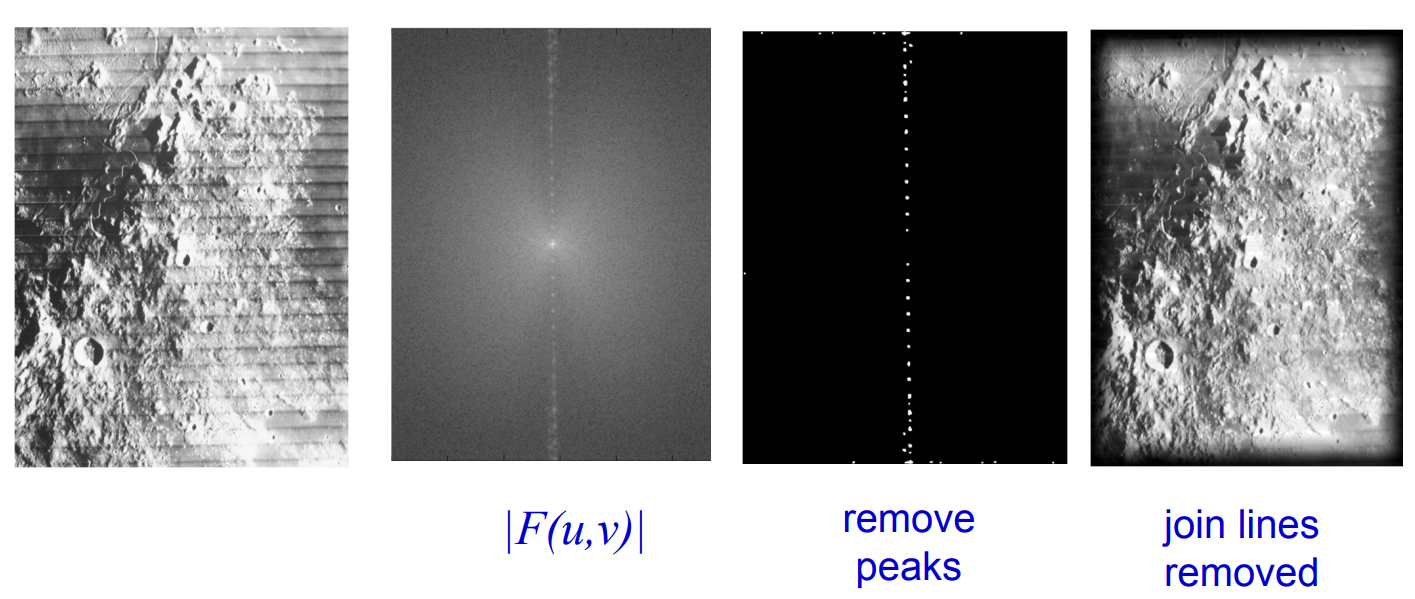 |F(u,v)|
remove
peaks
join lines
removed